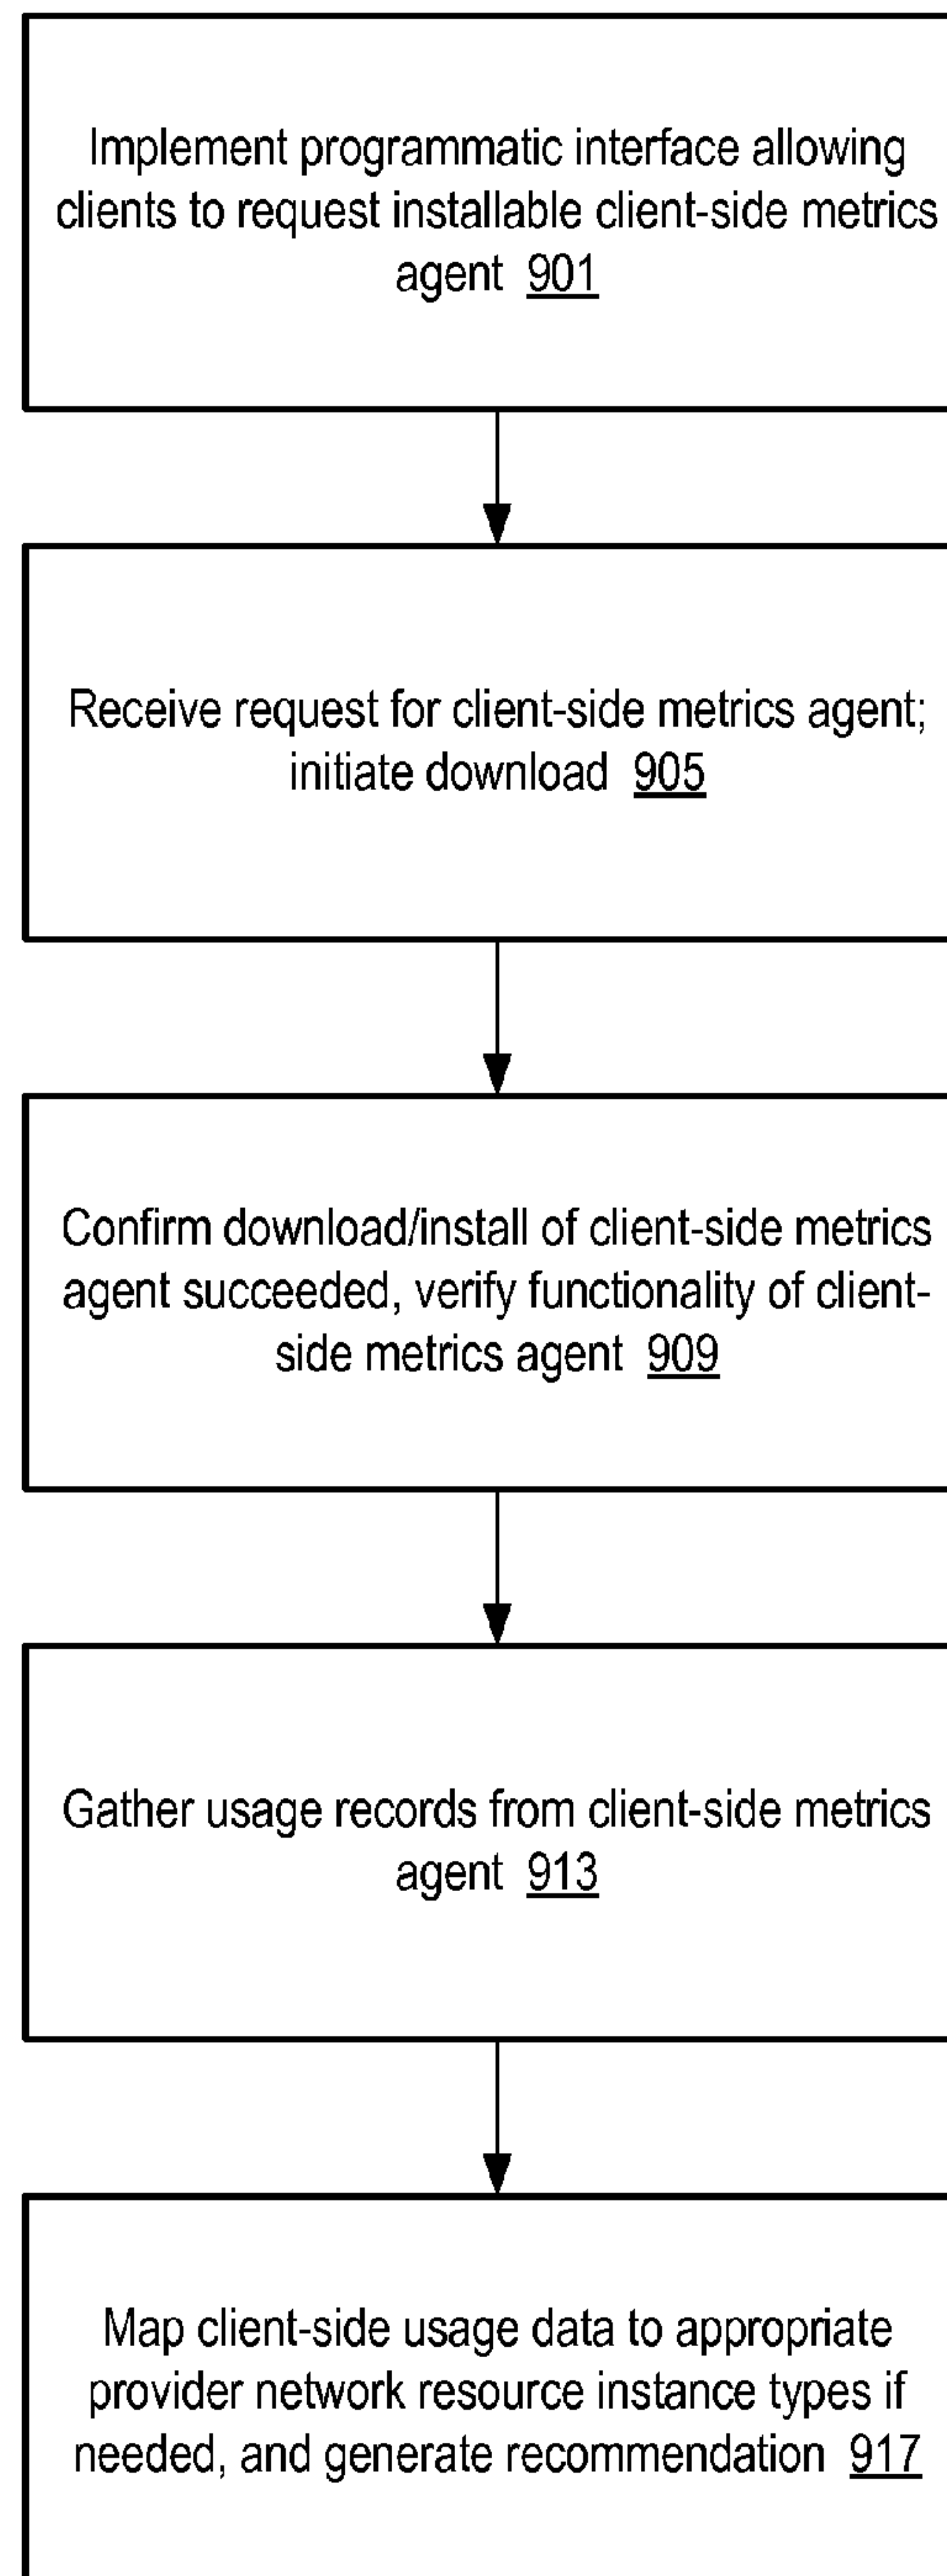 Implement programmatic interface allowing
clients to request installable client-side metrics
agent 901
Receive request for client-side metrics agent;
initiate download 905
Confirm download/install of client-side metrics
agent succeeded, verify functionality of client-
side metrics agent 909
Gather usage records from client-side metrics
agent 913
Map client-side usage data to appropriate
provider network resource instance types if
needed, and generate recommendation 917